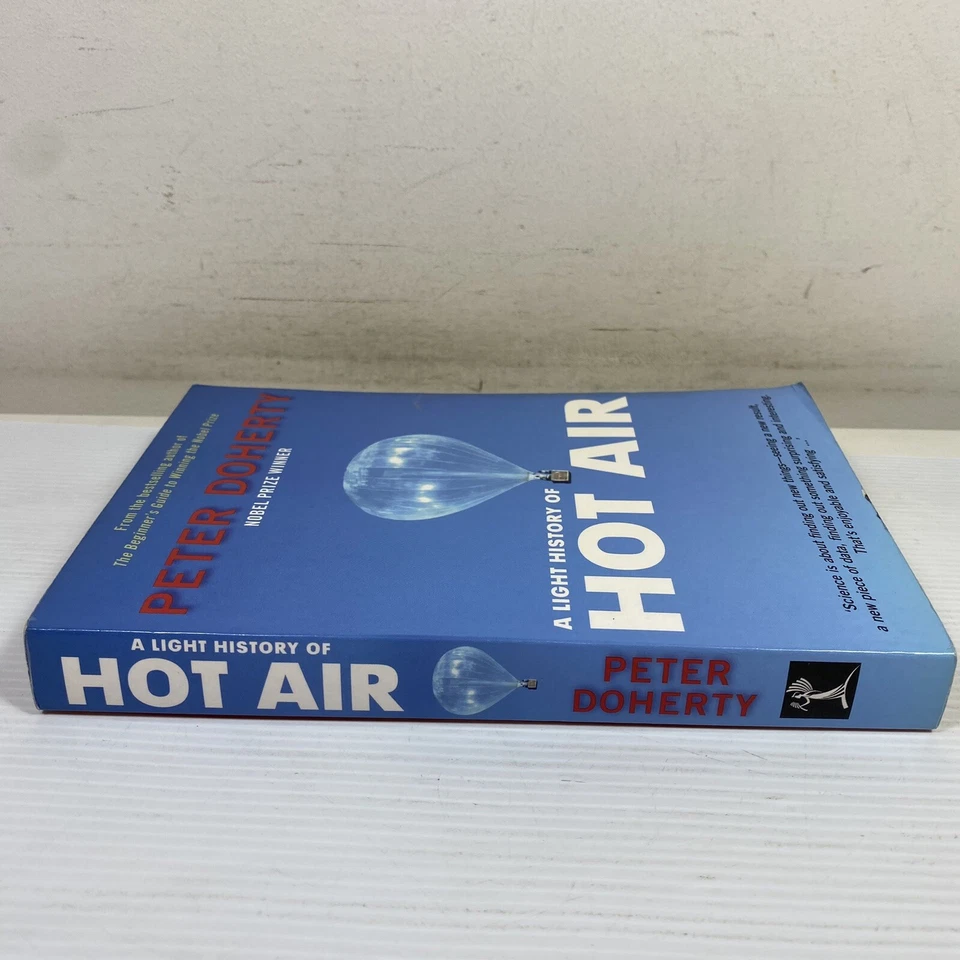 From the bestselling author of
The Beginner's Guide to Winning the Nobel Prize
PETER DOHERTY
NOBEL PRIZE WINNER
A LIGHT HISTORY OF
HOT AIR
'Science is about finding out new things—seeing a new result,
a new piece of data, finding out something surprising and interesting.
That's enjoyable and satisfying ...'
A LIGHT HISTORY OF
HOT AIR
PETER
DOHERTY